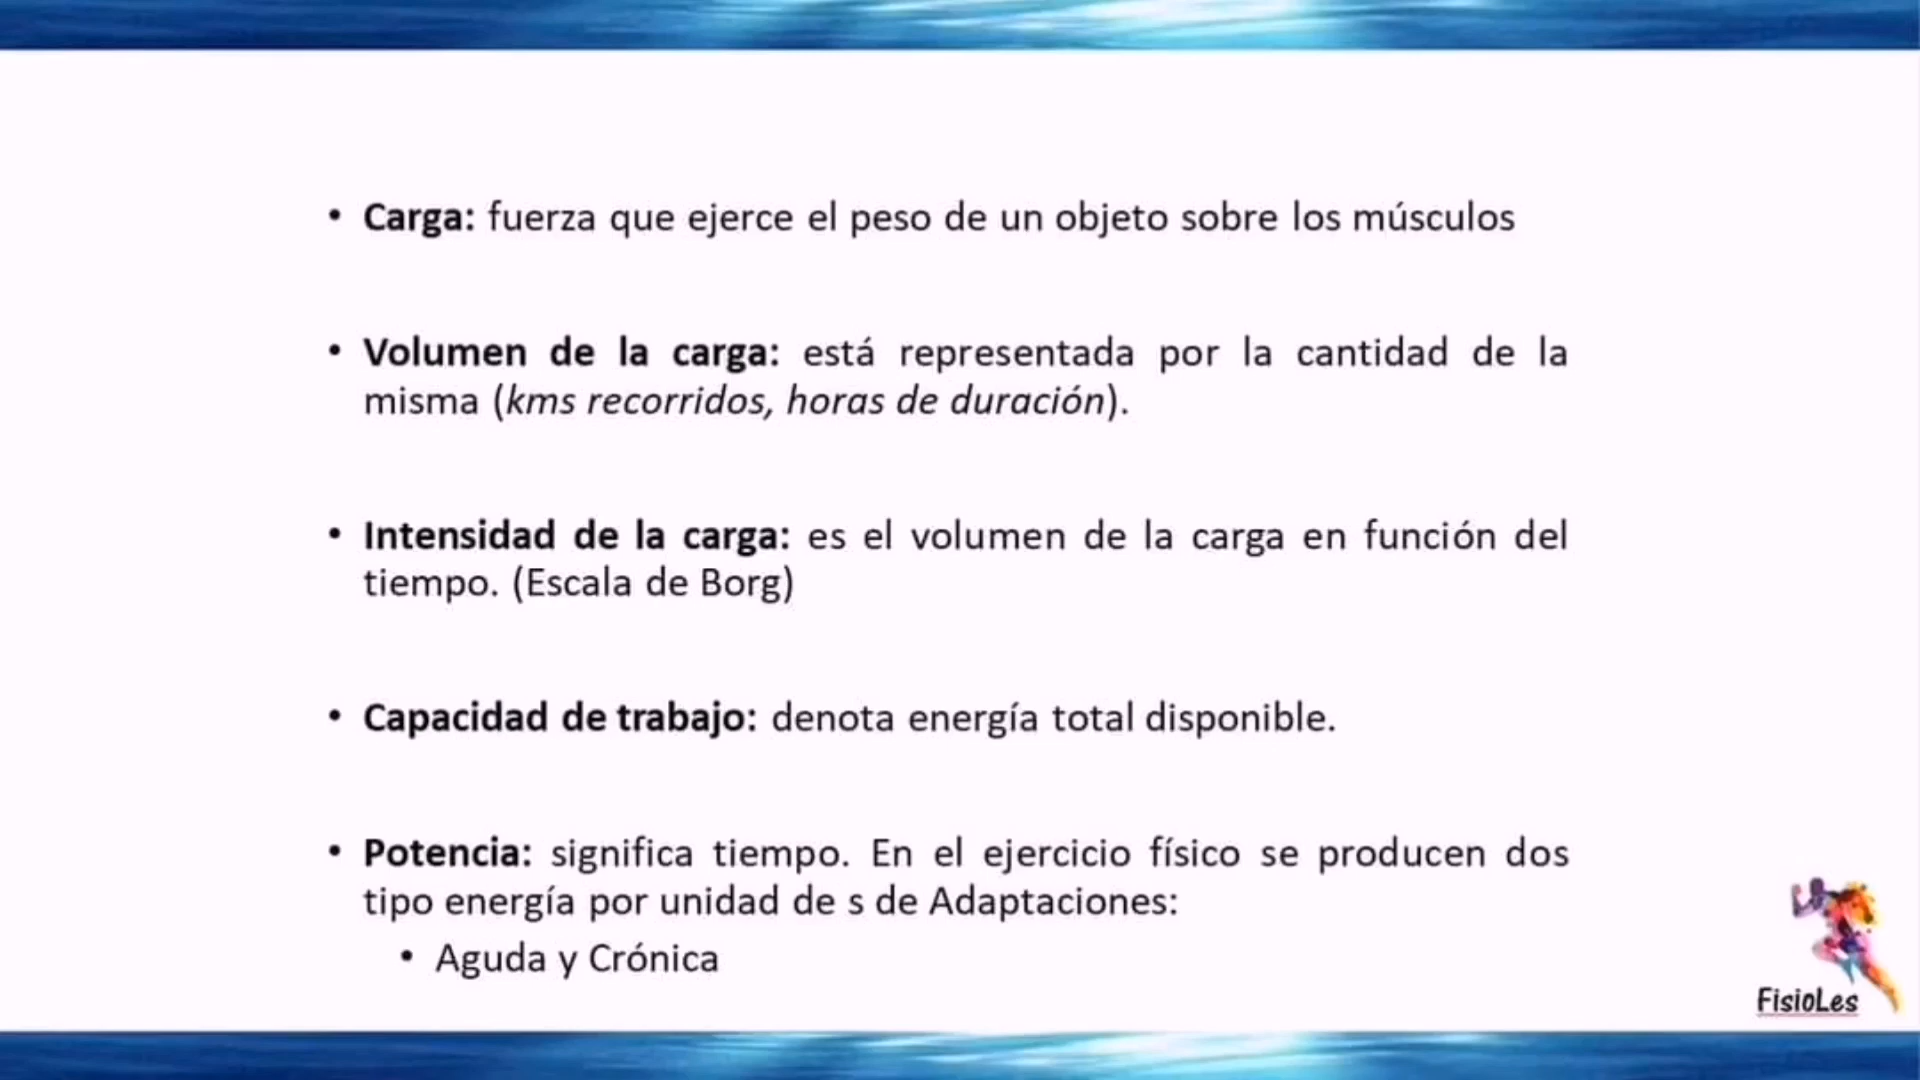 • Carga: fuerza que ejerce el peso de un objeto sobre los músculos
• Volumen de la carga: está representada por la cantidad de la
misma (kms recorridos, horas de duración).
• Intensidad de la carga: es el volumen de la carga en función del
tiempo. (Escala de Borg)
• Capacidad de trabajo: denota energía total disponible.
• Potencia: significa tiempo. En el ejercicio físico se producen dos
tipo energía por unidad de s de Adaptaciones:
• Aguda y Crónica
FisioLes